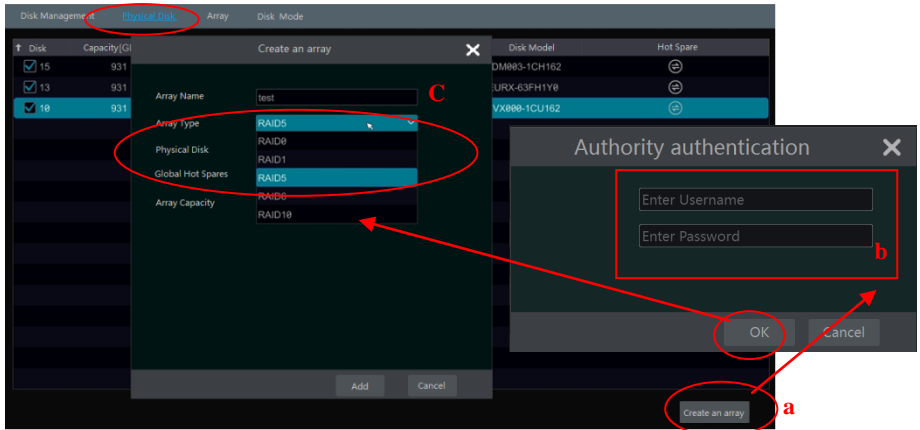 Disk Management Physical Disk Array Disk Mode
↑ Disk Capacity[G Create an array Disk Model Hot Spare
15 931 DM003-1CH162
13 931 EURX-63FH1Y0
10 931 VX000-1CU162
Array Name test C
Array Type RAID5
RAID0
Physical Disk
RAID1
Global Hot Spares RAID5
RAID6
Array Capacity
RAID10
Add Cancel
Authority authentication
Enter Username
Enter Password
b
OK Cancel
Create an array a